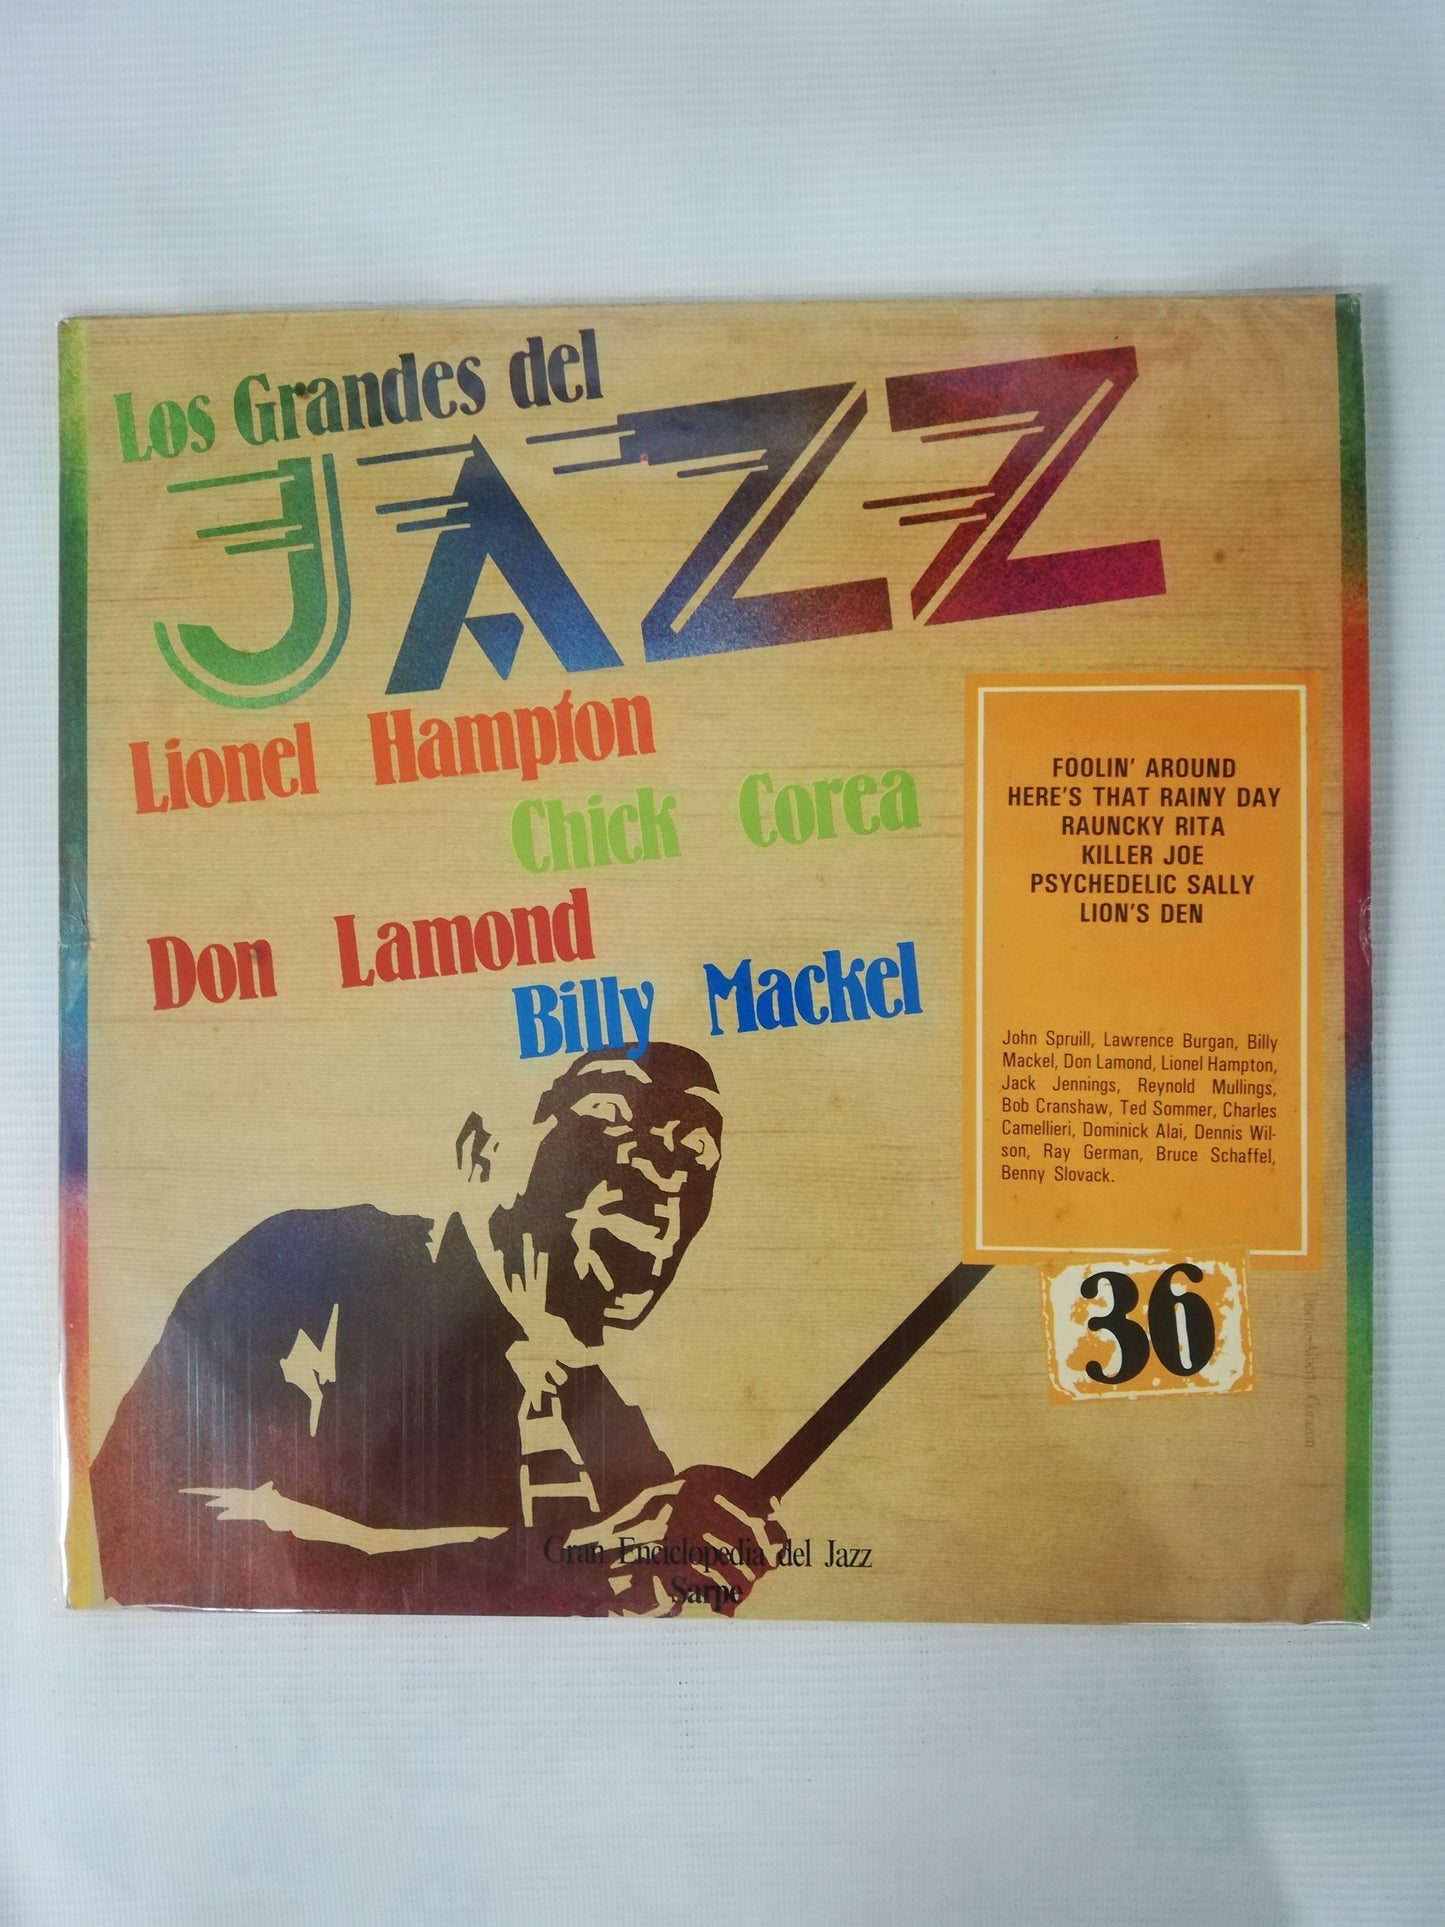 Los Grandes del
JAZZ
Lionel Hampton
Chick Corea
Don Lamond
Billy Mackel
FOOLIN' AROUND
HERE'S THAT RAINY DAY
RAUNCKY RITA
KILLER JOE
PSYCHEDELIC SALLY
LION'S DEN
John Spruill, Lawrence Burgan, Billy
Mackel, Don Lamond, Lionel Hampton,
Jack Jennings, Reynold Mullings,
Bob Cranshaw, Ted Sommer, Charles
Camellieri, Dominick Alai, Dennis Wil-
son, Ray German, Bruce Schaffel,
Benny Slovack.
36
Gran Enciclopedia del Jazz
Sarpe